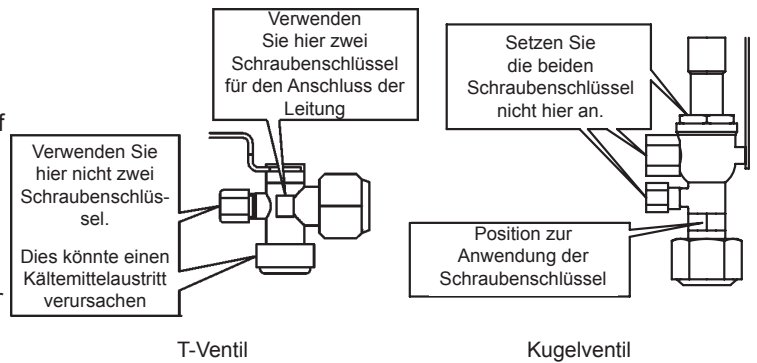 Verwenden
Sie hier zwei
Schraubenschlüssel
für den Anschluss der
Leitung
Setzen Sie
die beiden
Schraubenschlüssel
nicht hier an.
f
Verwenden Sie
hier nicht zwei
Schraubenschlüs-
sel.
Dies könnte einen
Kältemittelaustritt
verursachen
Position zur
Anwendung der
Schraubenschlüssel
T-Ventil
Kugelventil